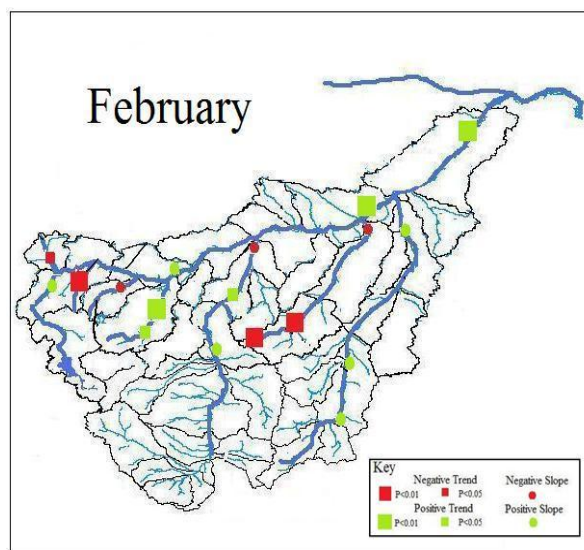 February
Key
Negative Trend Negative Slope
P<0.01 P<0.05
Positive Trend Positive Slope
P<0.01 P<0.05